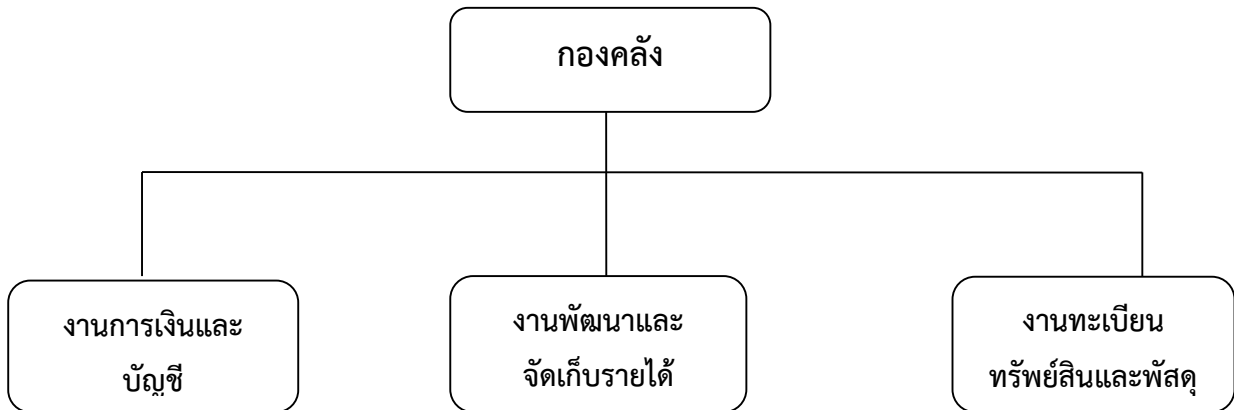 กองคลัง
งานการเงินและ
บัญชี
งานพัฒนาและ
จัดเก็บรายได้
งานทะเบียน
ทรัพย์สินและพัสดุ